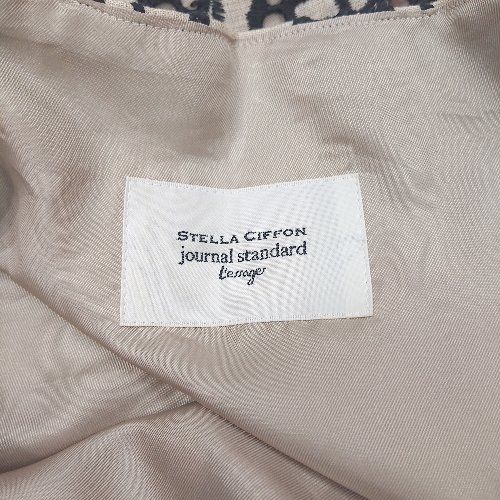 STELLA CIFFON
journal standard
L'essage